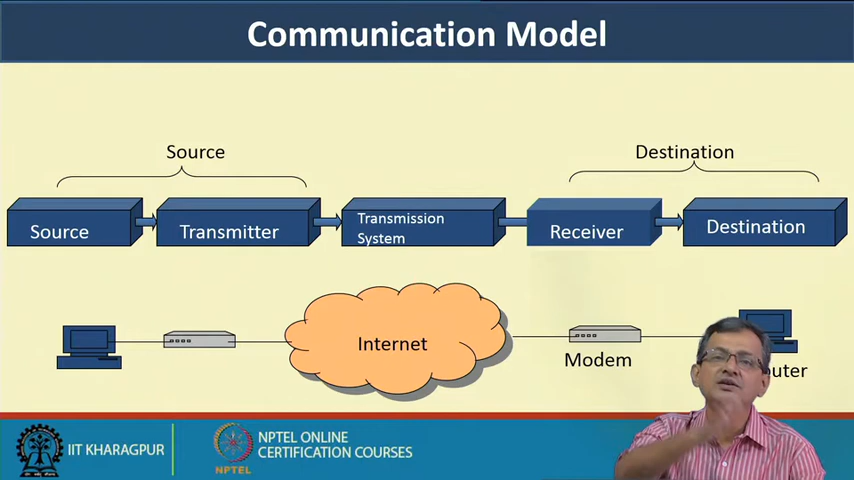 Communication Model
Source
Destination
Source
Transmitter
Transmission
System
Receiver
Destination
Internet
Modem
IIT KHARAGPUR
NPTEL
NPTEL ONLINE
CERTIFICATION COURSES